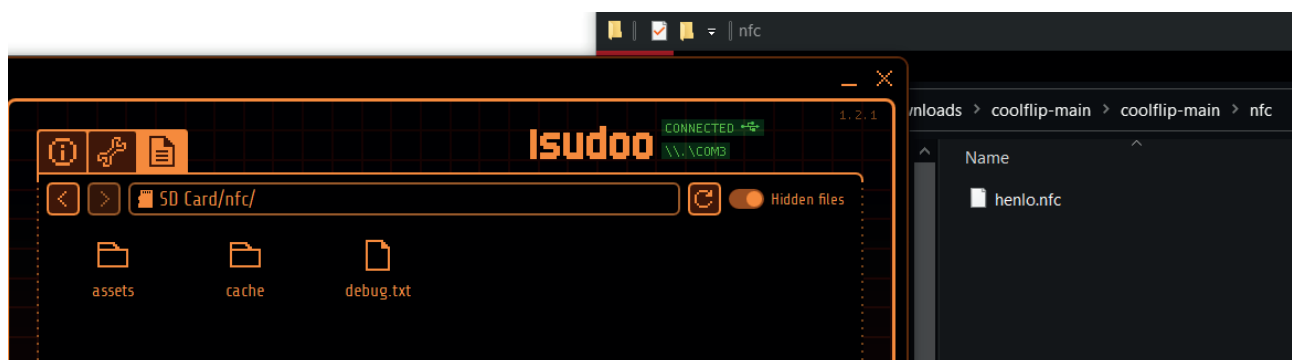 nfc
1.2.1
lsudoo
CONNECTED
\\.\COM3
SD Card/nfc/
Hidden files
assets
cache
debug.txt
coolflip-main > coolflip-main > nfc
Name
henlo.nfc